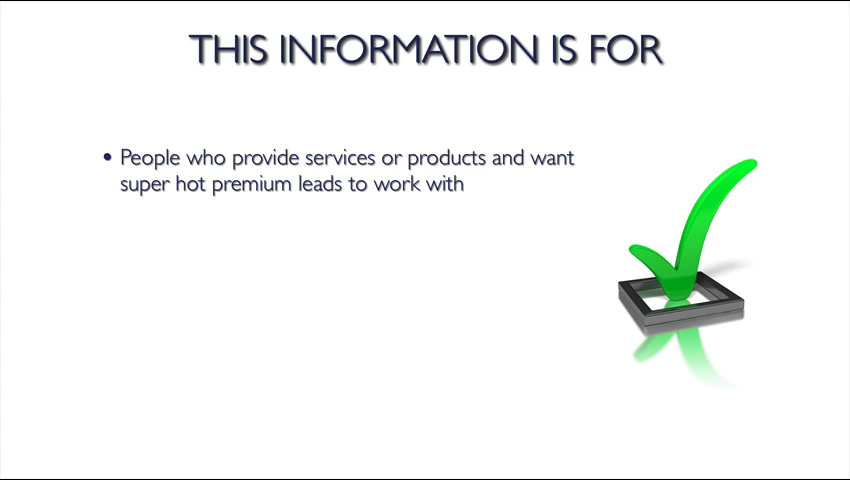 THIS INFORMATION IS FOR
• People who provide services or products and want
super hot premium leads to work with